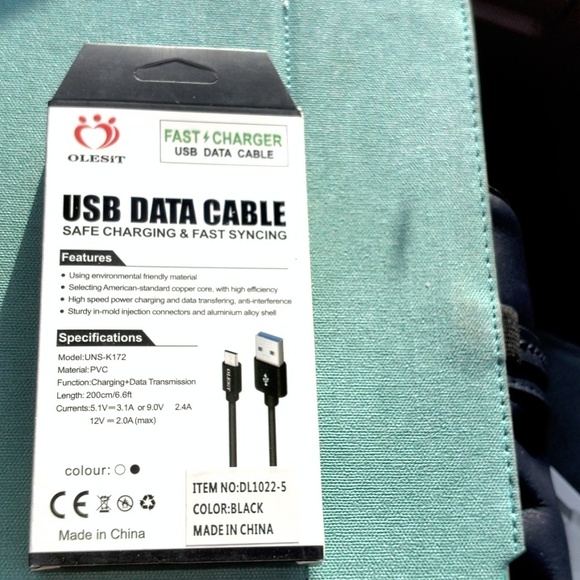 OLESiT
FAST CHARGER
USB DATA CABLE
USB DATA CABLE
SAFE CHARGING & FAST SYNCING
Features
• Using environmental friendly material
• Selecting American-standard copper core, with high efficiency
• High speed power charging and data transfering, anti-interference
• Sturdy in-mold injection connectors and aluminium alloy shell
Specifications
Model:UNS-K172
Material:PVC
Function:Charging+Data Transmission
Length: 200cm/6.6ft
Currents:5.1V⎓3.1A or 9.0V 2.4A
12V ⎓ 2.0A (max)
OLESiT
colour:
CE
Made in China
ITEM NO:DL1022-5
COLOR:BLACK
MADE IN CHINA